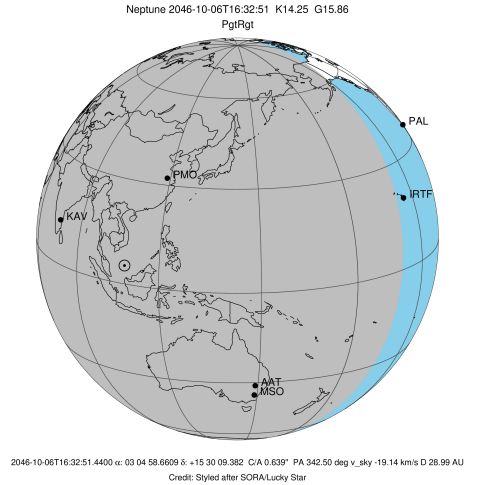 Neptune 2046-10-06T16:32:51 K14.25 G15.86
PgtRgt
PAL
PMO
IRTF
KAV
AAT
MSO
2046-10-06T16:32:51.4400 α: 03 04 58.6609 δ: +15 30 09.382 C/A 0.639" PA 342.50 deg v_sky -19.14 km/s D 28.99 AU
Credit: Styled after SORA/Lucky Star